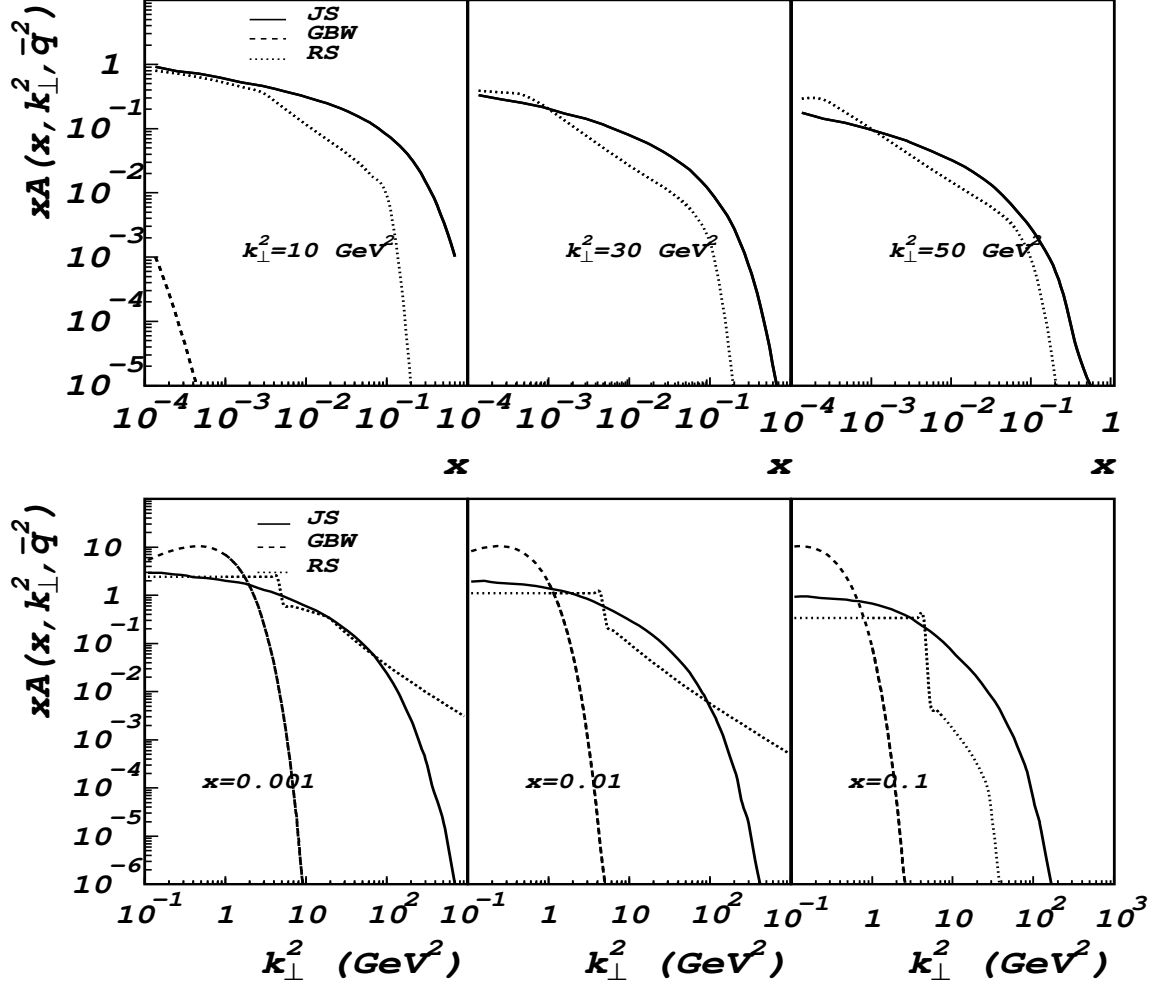 JS
GBW
RS
xA(x,k⊥²,q̄²)
1
10⁻¹
10⁻²
10⁻³
10⁻⁴
10⁻⁵
k⊥²=10 GeV²
k⊥²=30 GeV²
k⊥²=50 GeV²
10⁻⁴ 10⁻³ 10⁻² 10⁻¹ 10⁻⁴ 10⁻³ 10⁻² 10⁻¹ 10⁻⁴ 10⁻³ 10⁻² 10⁻¹ 1
x x x
JS
GBW
RS
xA(x,k⊥²,q̄²)
10
1
10⁻¹
10⁻²
10⁻³
10⁻⁴
10⁻⁵
10⁻⁶
x=0.001 x=0.01 x=0.1
10⁻¹ 1 10 10² 10⁻¹ 1 10 10² 10⁻¹ 1 10 10² 10³
k⊥² (GeV²) k⊥² (GeV²) k⊥² (GeV²)